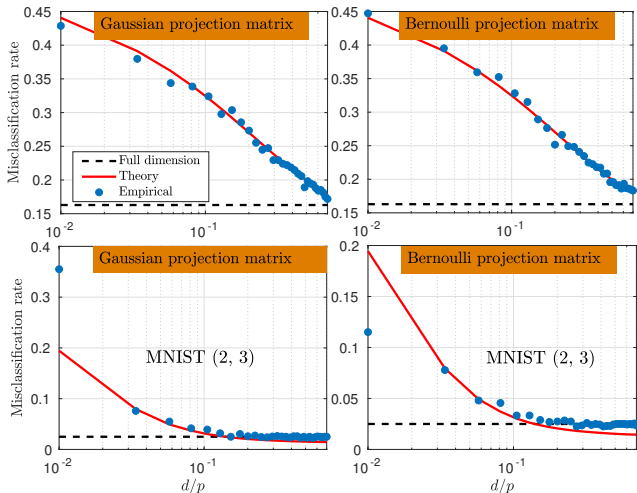 Gaussian projection matrix
0.45
0.4
0.35
0.3
0.25
0.2
0.15
Misclassification rate
Full dimension
Theory
Empirical
10^-2
10^-1
Bernoulli projection matrix
0.45
0.4
0.35
0.3
0.25
0.2
0.15
10^-2
10^-1
Gaussian projection matrix
0.4
0.3
0.2
0.1
0
Misclassification rate
MNIST (2, 3)
10^-2
10^-1
d/p
Bernoulli projection matrix
0.2
0.15
0.1
0.05
0
MNIST (2, 3)
10^-2
10^-1
d/p